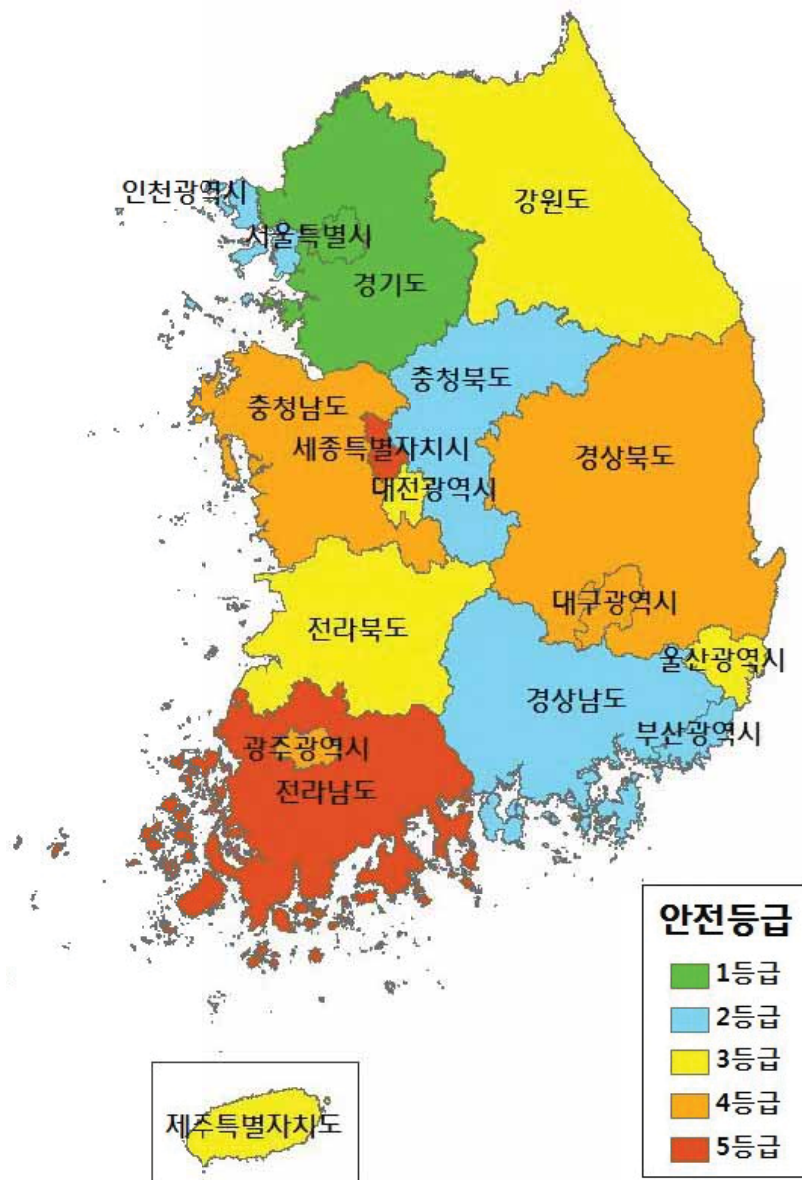 인천광역시
강원도
서울특별시
경기도
충청북도
충청남도
세종특별자치시
경상북도
대전광역시
대구광역시
전라북도
울산광역시
경상남도
부산광역시
광주광역시
전라남도
안전등급
1등급
2등급
3등급
4등급
5등급
제주특별자치도